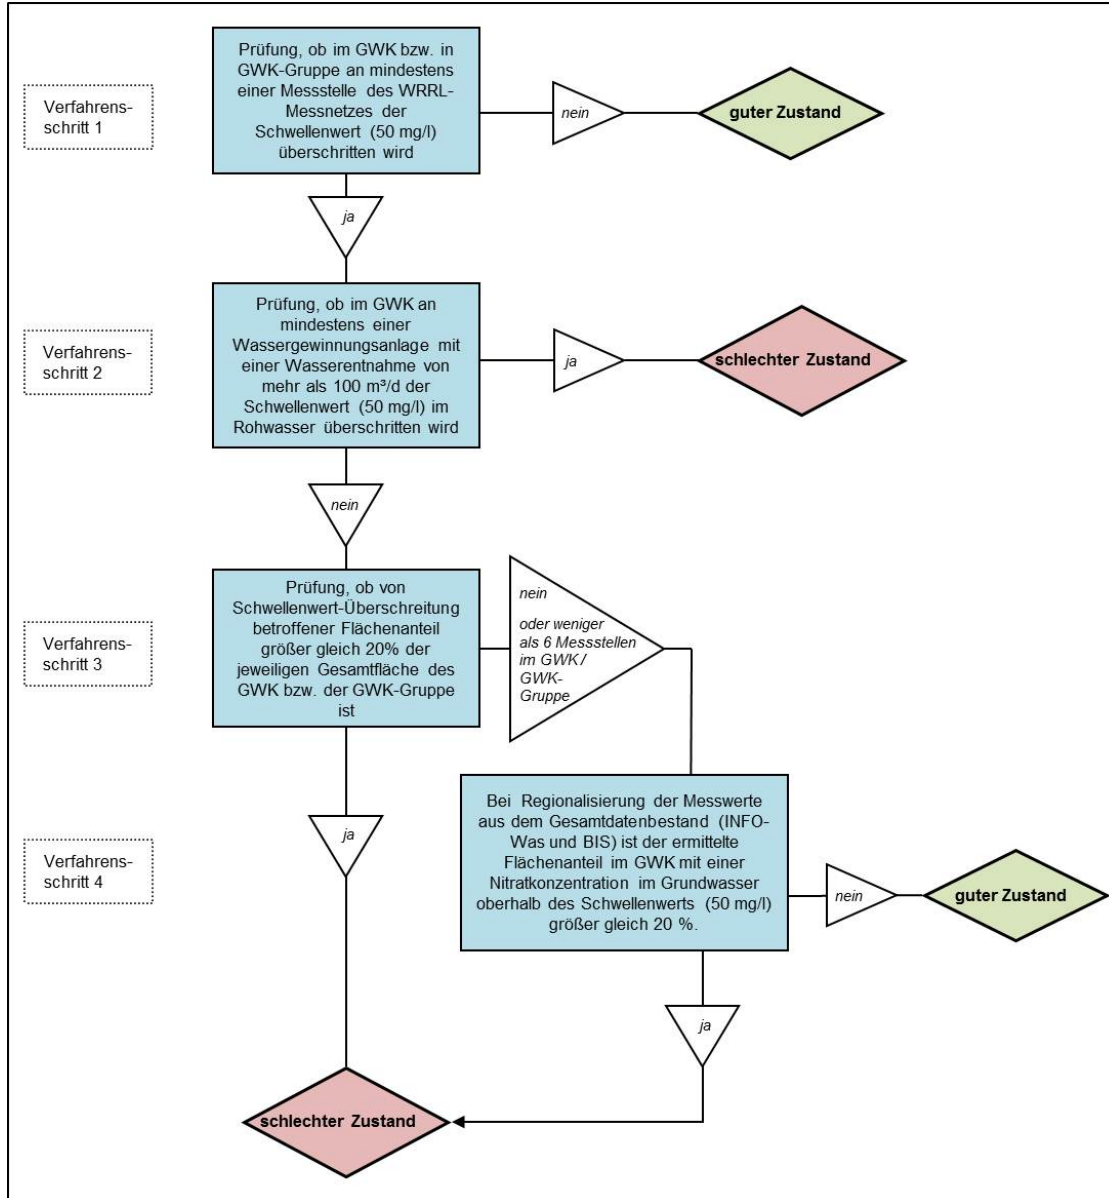 Verfahrens-
schritt 1
Prüfung, ob im GWK bzw. in
GWK-Gruppe an mindestens
einer Messstelle des WRRL-
Messnetzes der
Schwellenwert (50 mg/l)
überschritten wird
nein
guter Zustand
ja
Verfahrens-
schritt 2
Prüfung, ob im GWK an
mindestens einer
Wassergewinnungsanlage mit
einer Wasserentnahme von
mehr als 100 m³/d der
Schwellenwert (50 mg/l) im
Rohwasser überschritten wird
ja
schlechter Zustand
nein
Verfahrens-
schritt 3
Prüfung, ob von
Schwellenwert-Überschreitung
betroffener Flächenanteil
größer gleich 20% der
jeweiligen Gesamtfläche des
GWK bzw. der GWK-Gruppe
ist
nein
oder weniger
als 6 Messstellen
im GWK /
GWK-
Gruppe
ja
Verfahrens-
schritt 4
Bei Regionalisierung der Messwerte
aus dem Gesamtdatenbestand (INFO-
Was und BIS) ist der ermittelte
Flächenanteil im GWK mit einer
Nitratkonzentration im Grundwasser
oberhalb des Schwellenwerts (50 mg/l)
größer gleich 20 %.
nein
guter Zustand
ja
schlechter Zustand